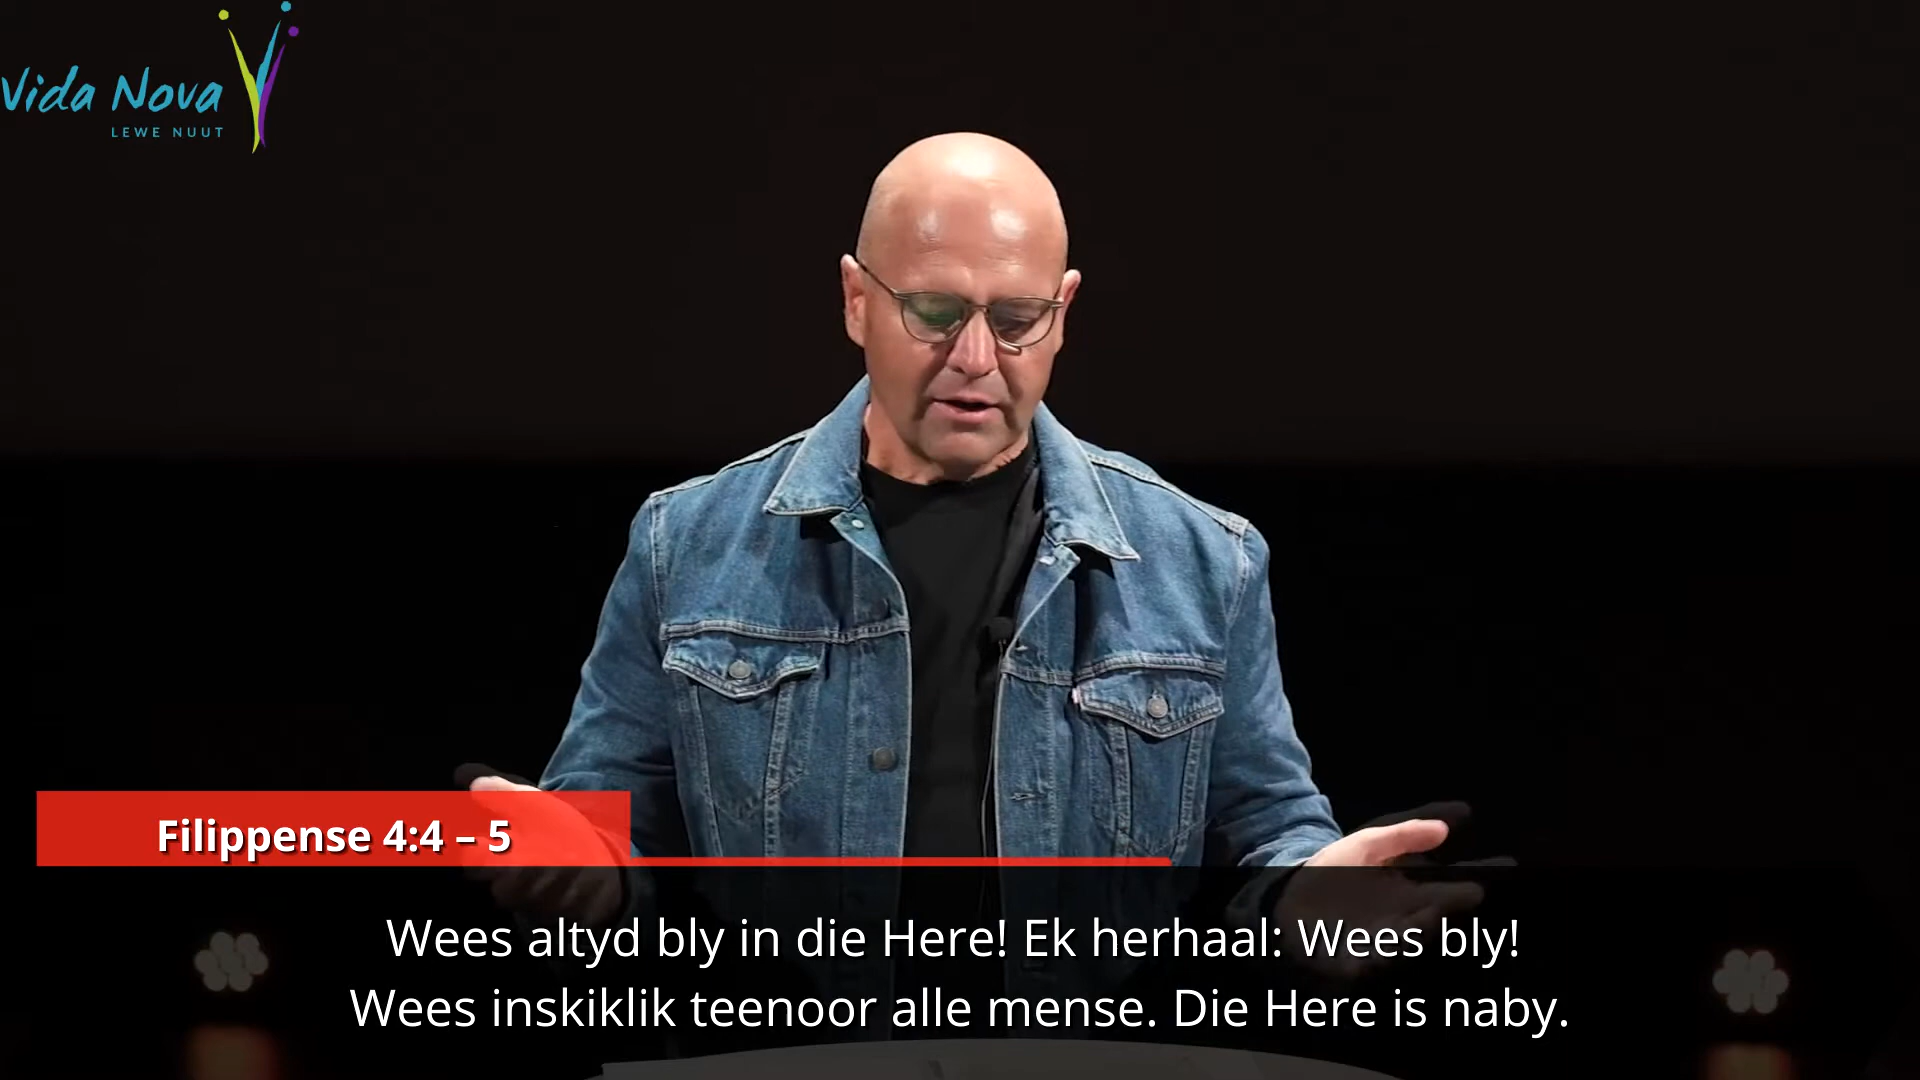 Vida Nova
LEWE NUUT
Filippense 4:4 – 5
Wees altyd bly in die Here! Ek herhaal: Wees bly!
Wees inskiklik teenoor alle mense. Die Here is naby.